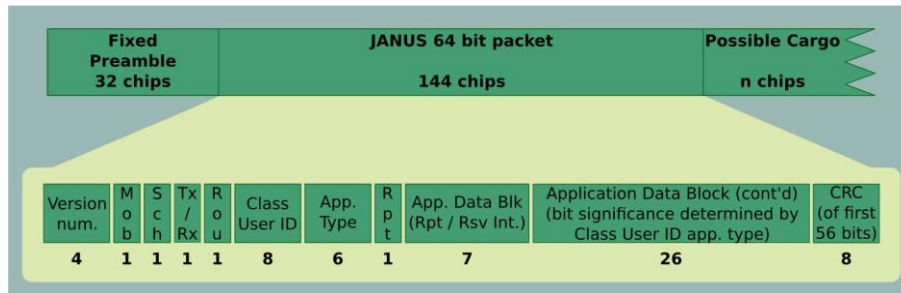 Fixed
Preamble
32 chips
JANUS 64 bit packet
144 chips
Possible Cargo
n chips
Version
num.
4
M
o
b
1
S
c
h
1
Tx
/
Rx
1
R
o
u
1
Class
User ID
8
App.
Type
6
R
p
t
1
App. Data Blk
(Rpt / Rsv Int.)
7
Application Data Block (cont'd)
(bit significance determined by
Class User ID app. type)
26
CRC
(of first
56 bits)
8